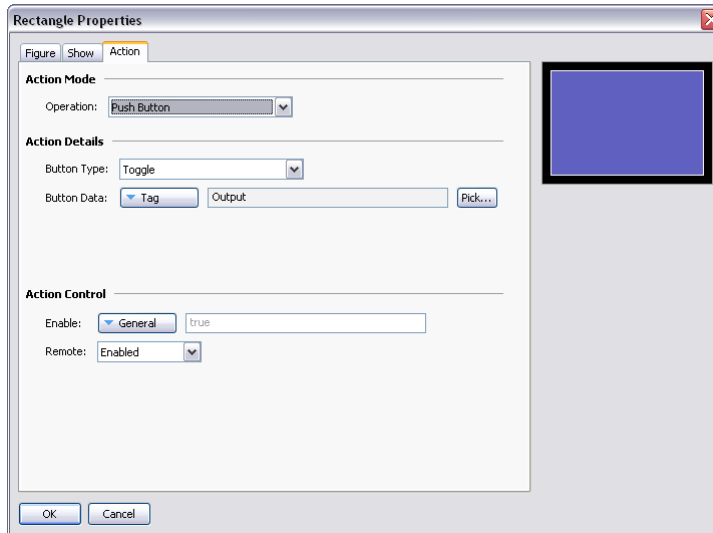 Rectangle Properties
Figure Show Action
Action Mode
Operation: Push Button
Action Details
Button Type: Toggle
Button Data: Tag Output Pick...
Action Control
Enable: General true
Remote: Enabled
OK Cancel